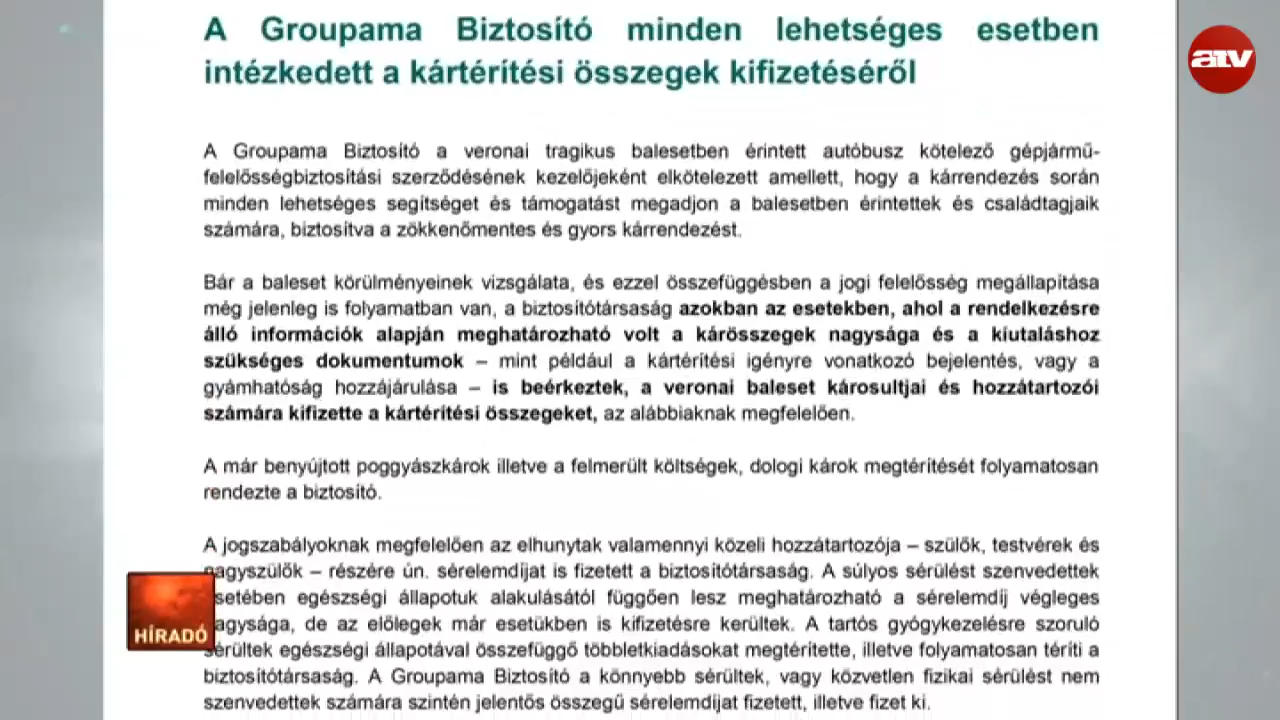 A Groupama Biztosító minden lehetséges esetben
intézkedett a kártérítési összegek kifizetéséről
atv
A Groupama Biztosító a veronai tragikus balesetben érintett autóbusz kötelező gépjármű-
felelősségbiztosítási szerződésének kezelőjeként elkötelezett amellett, hogy a kárrendezés során
minden lehetséges segítséget és támogatást megadjon a balesetben érintettek és családtagjaik
számára, biztosítva a zökkenőmentes és gyors kárrendezést.
Bár a baleset körülményeinek vizsgálata, és ezzel összefüggésben a jogi felelősség megállapítása
még jelenleg is folyamatban van, a biztosítótársaság azokban az esetekben, ahol a rendelkezésre
álló információk alapján meghatározható volt a kárösszegek nagysága és a kiutaláshoz
szükséges dokumentumok – mint például a kártérítési igényre vonatkozó bejelentés, vagy a
gyámhatóság hozzájárulása – is beérkeztek, a veronai baleset károsultjai és hozzátartozói
számára kifizette a kártérítési összegeket, az alábbiaknak megfelelően.
A már benyújtott poggyászkárok illetve a felmerült költségek, dologi károk megtérítését folyamatosan
rendezte a biztosító.
A jogszabályoknak megfelelően az elhunytak valamennyi közeli hozzátartozója – szülők, testvérek és
nagyszülők – részére ún. sérelemdíjat is fizetett a biztosítótársaság. A súlyos sérülést szenvedettek
esetében egészségi állapotuk alakulásától függően lesz meghatározható a sérelemdíj végleges
nagysága, de az előlegek már esetükben is kifizetésre kerültek. A tartós gyógykezelésre szoruló
sérültek egészségi állapotával összefüggő többletkiadásokat megtérítette, illetve folyamatosan téríti a
biztosítótársaság. A Groupama Biztosító a könnyebb sérültek, vagy közvetlen fizikai sérülést nem
szenvedettek számára szintén jelentős összegű sérelemdíjat fizetett, illetve fizet ki.
HÍRADÓ